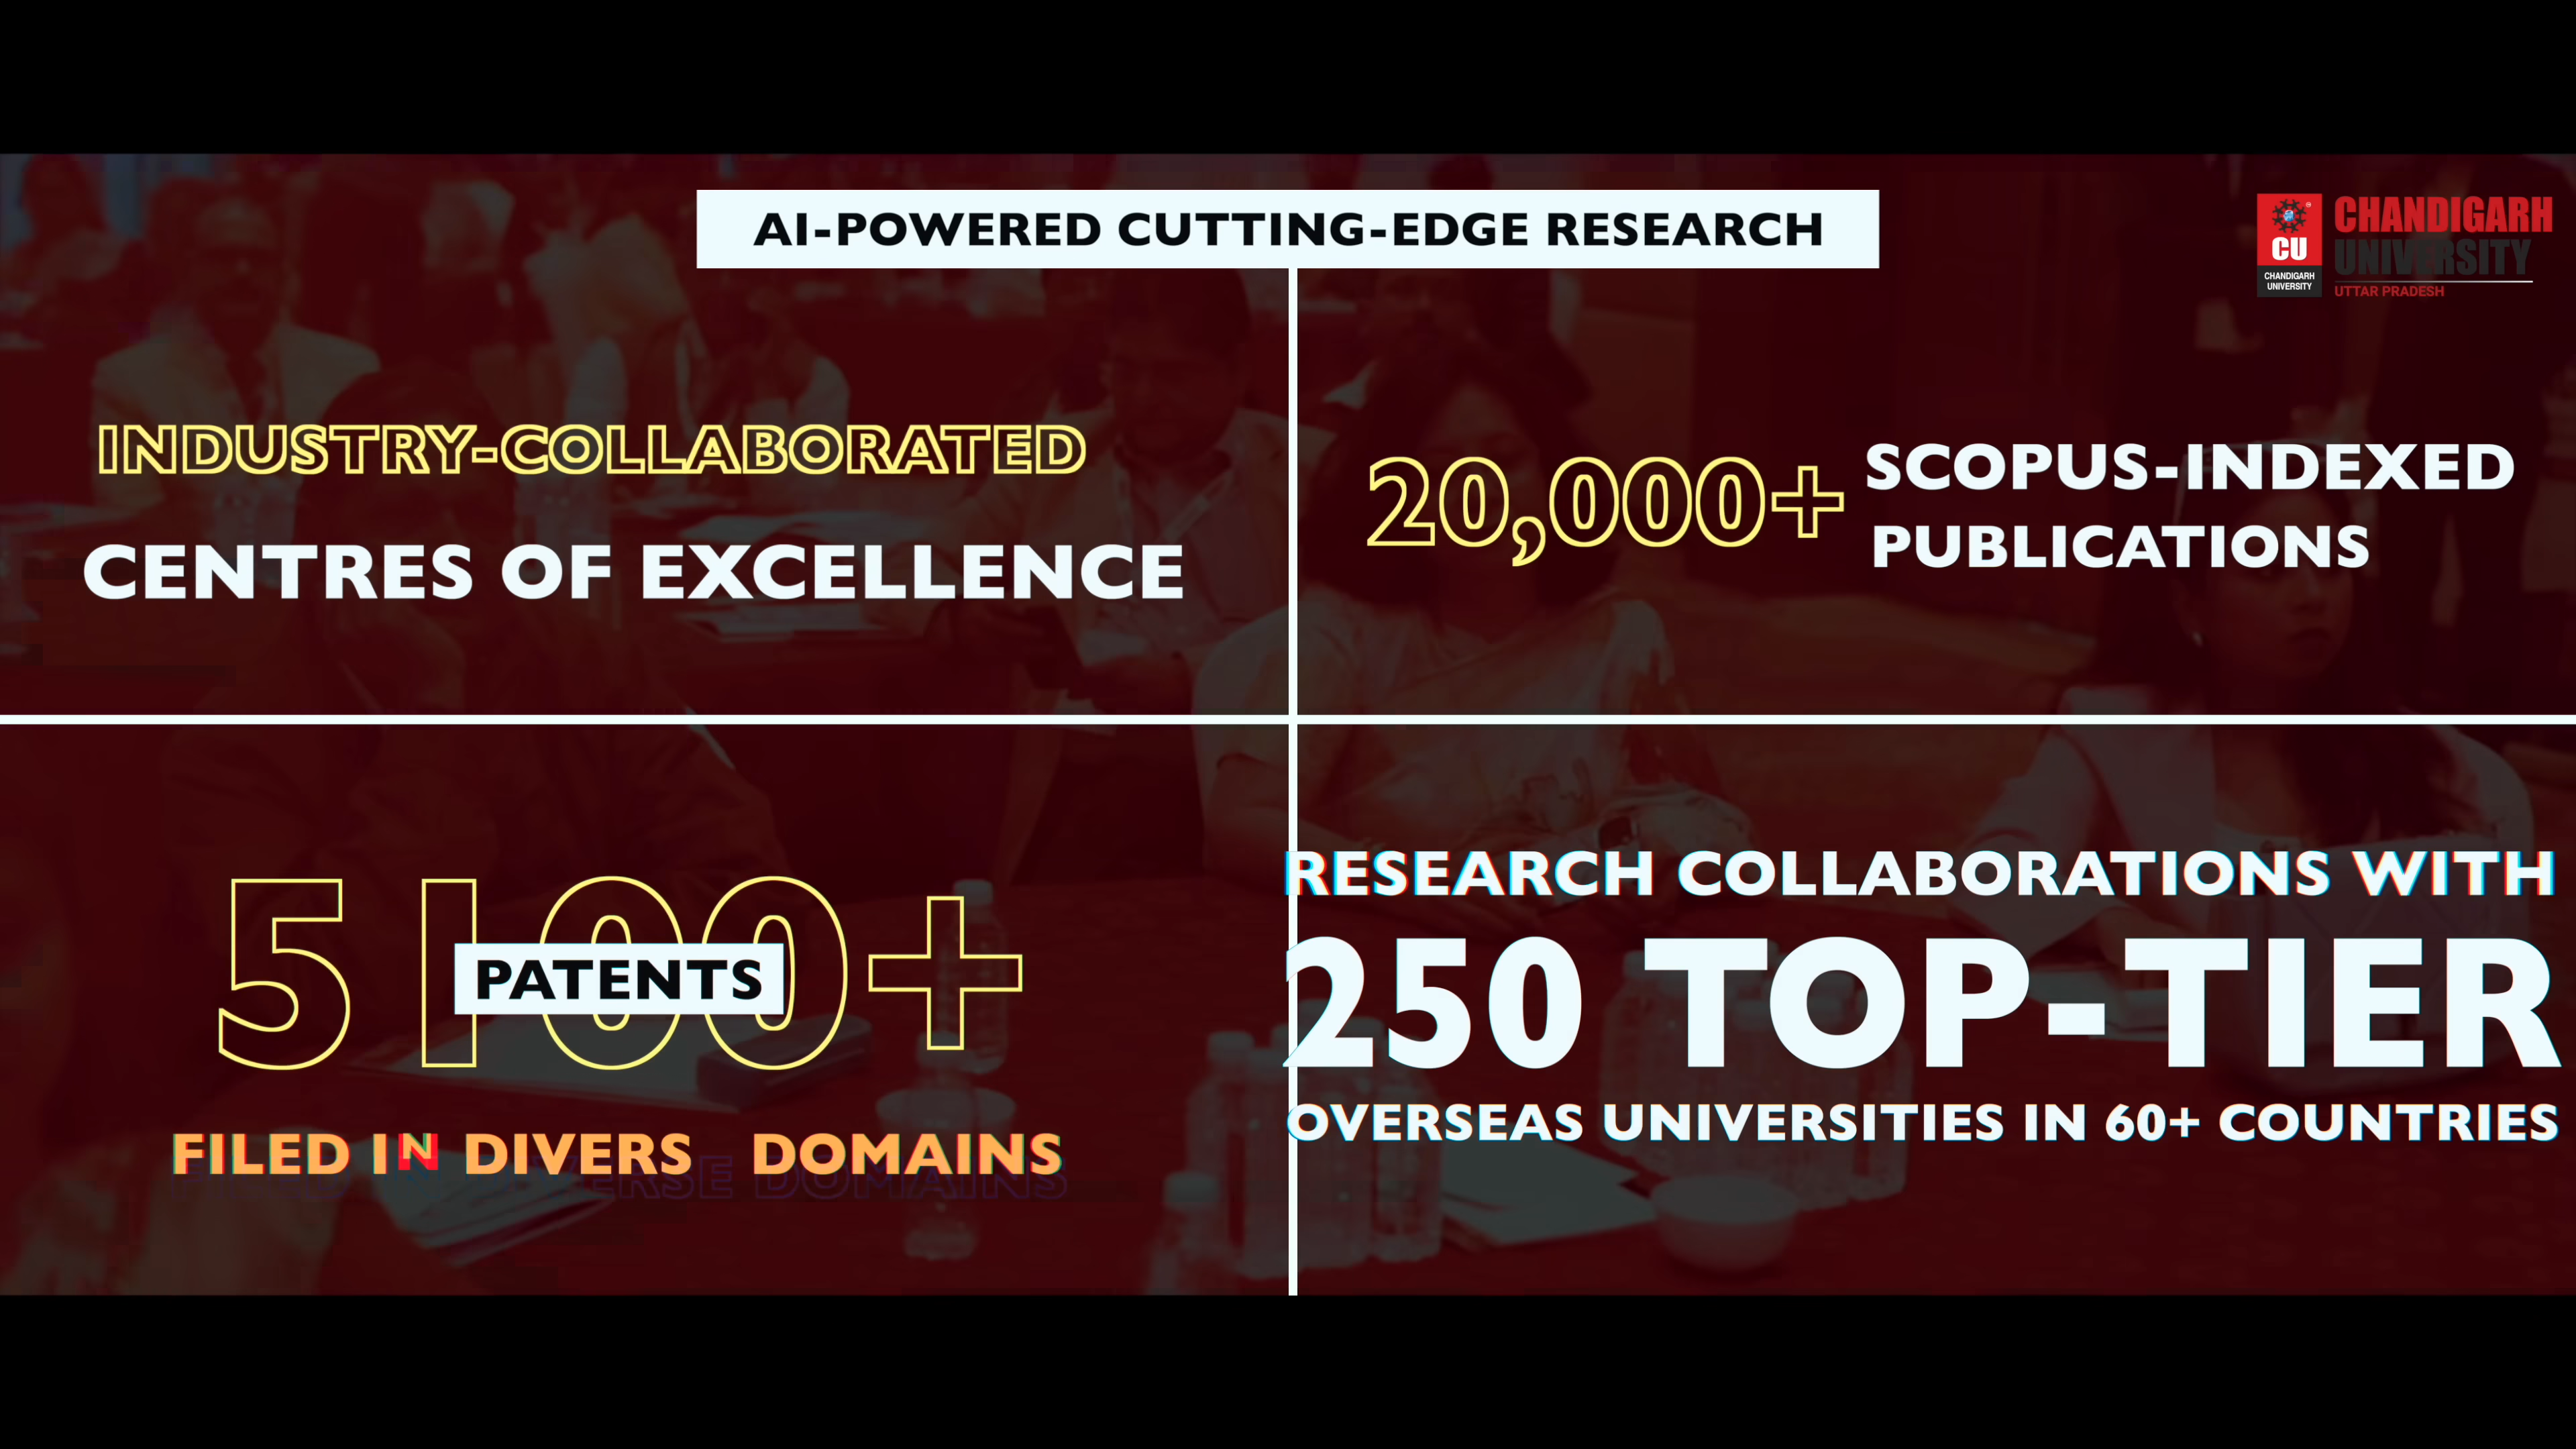 AI-POWERED CUTTING-EDGE RESEARCH
CU
CHANDIGARH
UNIVERSITY
CHANDIGARH
UNIVERSITY
UTTAR PRADESH
INDUSTRY-COLLABORATED
CENTRES OF EXCELLENCE
20,000+
SCOPUS-INDEXED
PUBLICATIONS
5100+
PATENTS
FILED IN DIVERS DOMAINS
RESEARCH COLLABORATIONS WITH
250 TOP-TIER
OVERSEAS UNIVERSITIES IN 60+ COUNTRIES